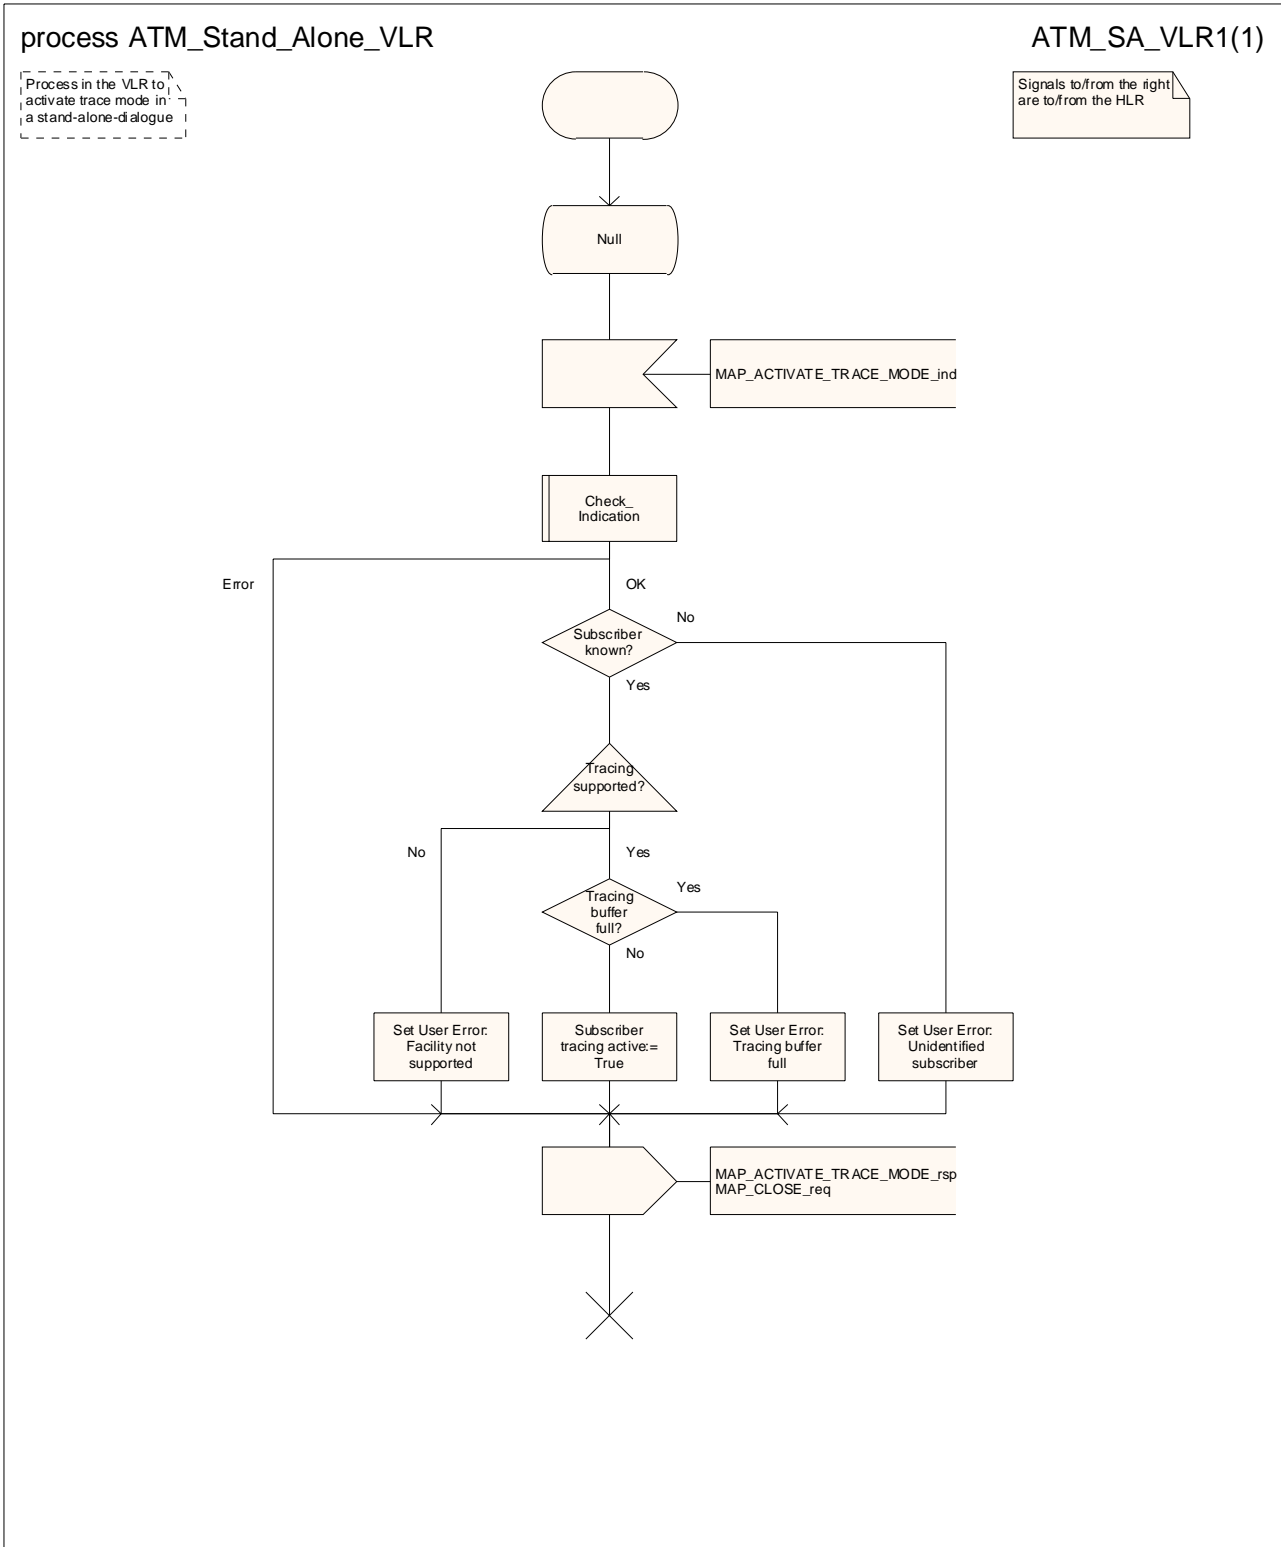 process ATM_Stand_Alone_VLR
ATM_SA_VLR1(1)
Process in the VLR to
activate trace mode in
a stand-alone-dialogue
Signals to/from the right
are to/from the HLR
Null
MAP_ACTIVATE_TRACE_MODE_ind
Check_
Indication
Error
OK
No
Subscriber
known?
Yes
Tracing
supported?
No
Yes
Yes
Tracing
buffer
full?
No
Set User Error:
Facility not
supported
Subscriber
tracing active:=
True
Set User Error:
Tracing buffer
full
Set User Error:
Unidentified
subscriber
MAP_ACTIVATE_TRACE_MODE_rsp
MAP_CLOSE_req